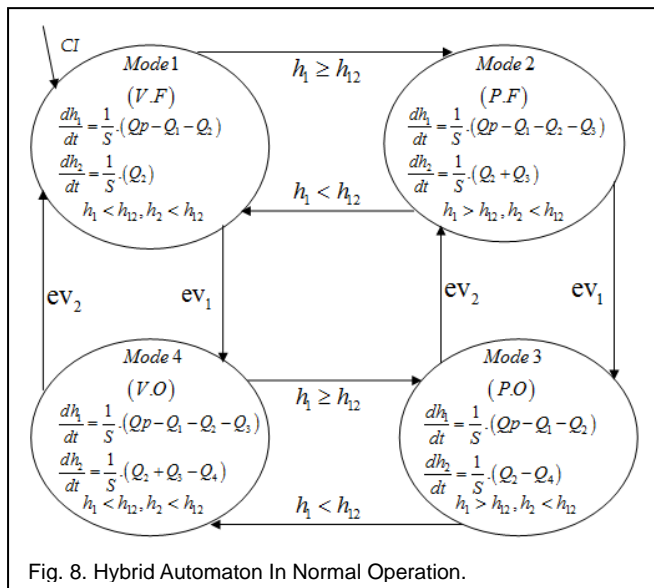 CI
Mode 1
(V.F)
dh₁/dt = 1/S.(Qp−Q₁−Q₂)
dh₂/dt = 1/S.(Q₂)
h₁ < h₁₂, h₂ < h₁₂
h₁ ≥ h₁₂
h₁ < h₁₂
Mode 2
(P.F)
dh₁/dt = 1/S.(Qp−Q₁−Q₂−Q₃)
dh₂/dt = 1/S.(Q₂+Q₃)
h₁ > h₁₂, h₂ < h₁₂
ev₂
ev₁
ev₂
ev₁
Mode 4
(V.O)
dh₁/dt = 1/S.(Qp−Q₁−Q₂−Q₃)
dh₂/dt = 1/S.(Q₂+Q₃−Q₄)
h₁ < h₁₂, h₂ < h₁₂
h₁ ≥ h₁₂
h₁ < h₁₂
Mode 3
(P.O)
dh₁/dt = 1/S.(Qp−Q₁−Q₂)
dh₂/dt = 1/S.(Q₂−Q₄)
h₁ > h₁₂, h₂ < h₁₂
Fig. 8. Hybrid Automaton In Normal Operation.